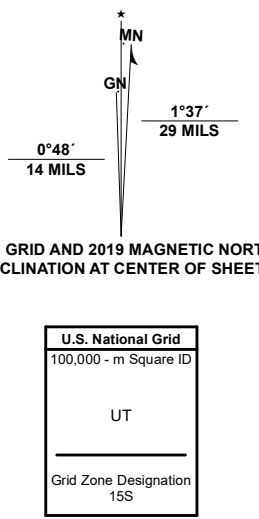 ★
MN
GN
1°37´
29 MILS
0°48´
14 MILS
GRID AND 2019 MAGNETIC NORT
CLINATION AT CENTER OF SHEET
U.S. National Grid
100,000 - m Square ID
UT
Grid Zone Designation
15S